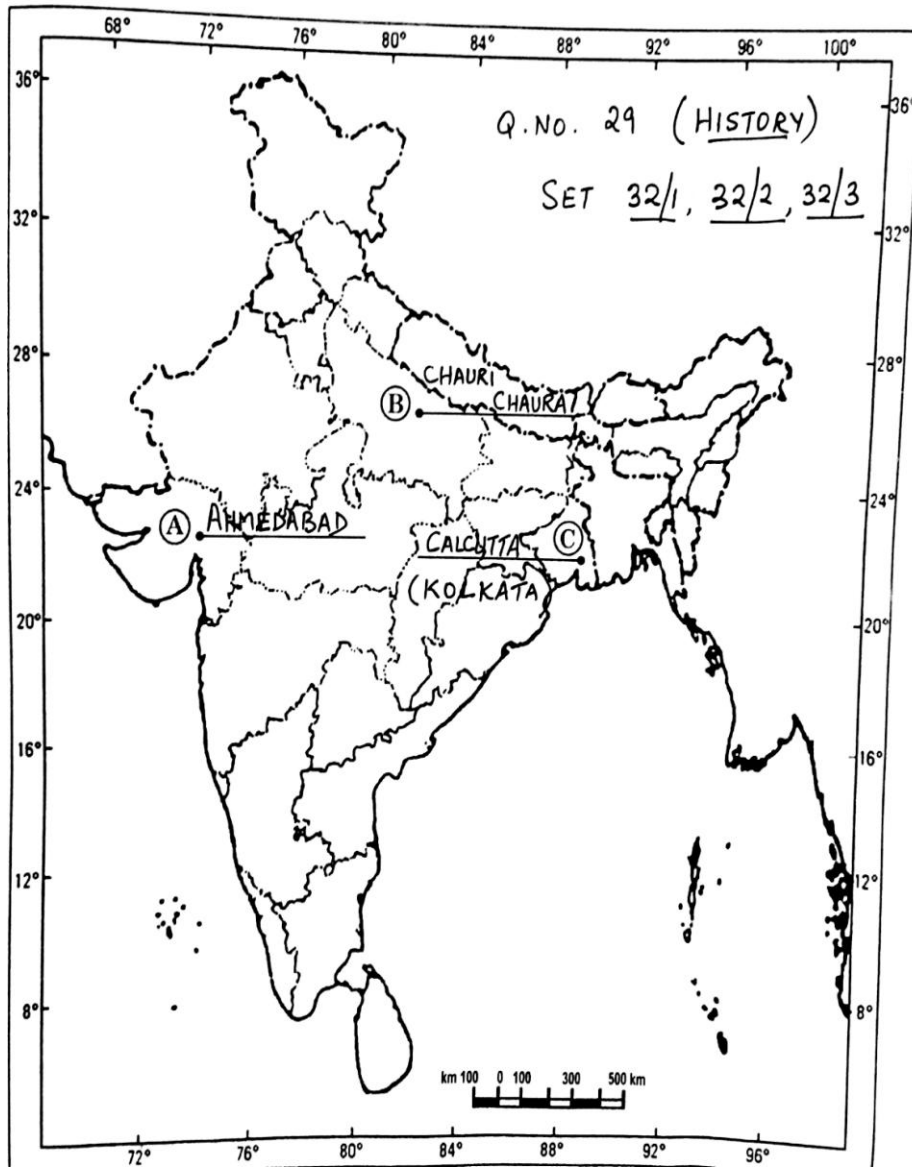 68° 72° 76° 81° 84° 88° 92° 96° 100°
36° 36°
Q.NO. 29 (HISTORY)
SET 32/1, 32/2, 32/3
32° 32°
28° 28°
CHAURI
Ⓑ CHAURA
24° 24°
Ⓐ AHMEDABAD
Ⓒ
CALCUTTA
(KOLKATA)
20° 20°
16° 16°
12° 12°
8° 8°
km 100 0 100 300 500 km
72° 76° 80° 84° 88° 92° 96°